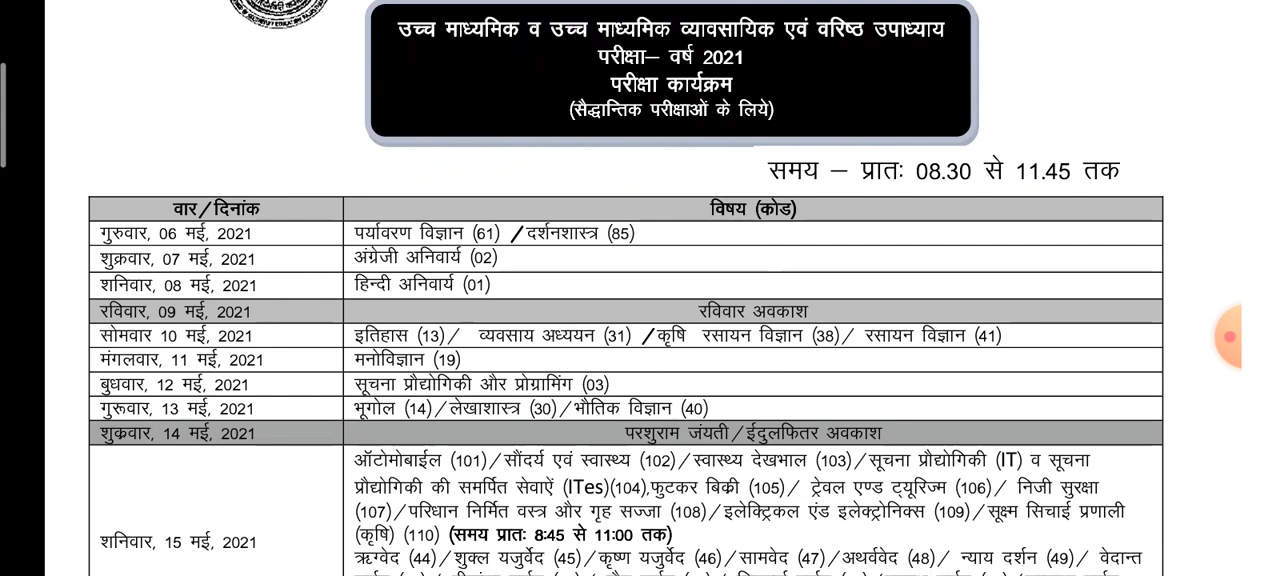 उच्च माध्यमिक व उच्च माध्यमिक व्यावसायिक एवं वरिष्ठ उपाध्याय
परीक्षा– वर्ष 2021
परीक्षा कार्यक्रम
(सैद्धान्तिक परीक्षाओं के लिये)
समय – प्रातः 08.30 से 11.45 तक
वार/दिनांक विषय (कोड)
गुरुवार, 06 मई, 2021 पर्यावरण विज्ञान (61) /दर्शनशास्त्र (85)
शुक्रवार, 07 मई, 2021 अंग्रेजी अनिवार्य (02)
शनिवार, 08 मई, 2021 हिन्दी अनिवार्य (01)
रविवार, 09 मई, 2021 रविवार अवकाश
सोमवार 10 मई, 2021 इतिहास (13)/ व्यवसाय अध्ययन (31) /कृषि रसायन विज्ञान (38)/ रसायन विज्ञान (41)
मंगलवार, 11 मई, 2021 मनोविज्ञान (19)
बुधवार, 12 मई, 2021 सूचना प्रौद्योगिकी और प्रोग्रामिंग (03)
गुरूवार, 13 मई, 2021 भूगोल (14)/लेखाशास्त्र (30)/भौतिक विज्ञान (40)
शुक्रवार, 14 मई, 2021 परशुराम जंयती/ईदुलफितर अवकाश
ऑटोमोबाईल (101)/सौंदर्य एवं स्वास्थ्य (102)/स्वास्थ्य देखभाल (103)/सूचना प्रौद्योगिकी (IT) व सूचना
प्रौद्योगिकी की समर्पित सेवाऐं (ITes)(104),फुटकर बिक्री (105)/ ट्रेवल एण्ड ट्यूरिज्म (106)/ निजी सुरक्षा
(107)/परिधान निर्मित वस्त्र और गृह सज्जा (108)/इलेक्ट्रिकल एंड इलेक्ट्रोनिक्स (109)/सूक्ष्म सिचाई प्रणाली
(कृषि) (110) (समय प्रातः 8:45 से 11:00 तक)
शनिवार, 15 मई, 2021
ऋग्वेद (44)/शुक्ल यजुर्वेद (45)/कृष्ण यजुर्वेद (46)/सामवेद (47)/अथर्ववेद (48)/ न्याय दर्शन (49)/ वेदान्त